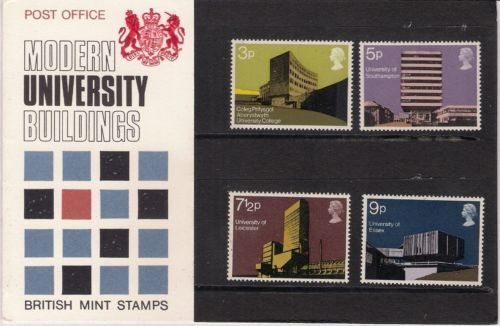 POST OFFICE
MODERN
UNIVERSITY
BUILDINGS
BRITISH MINT STAMPS
3p
Coleg Prifysgol
Aberystwyth
University College
5p
University of
Southampton
7½p
University of
Leicester
9p
University of
Essex